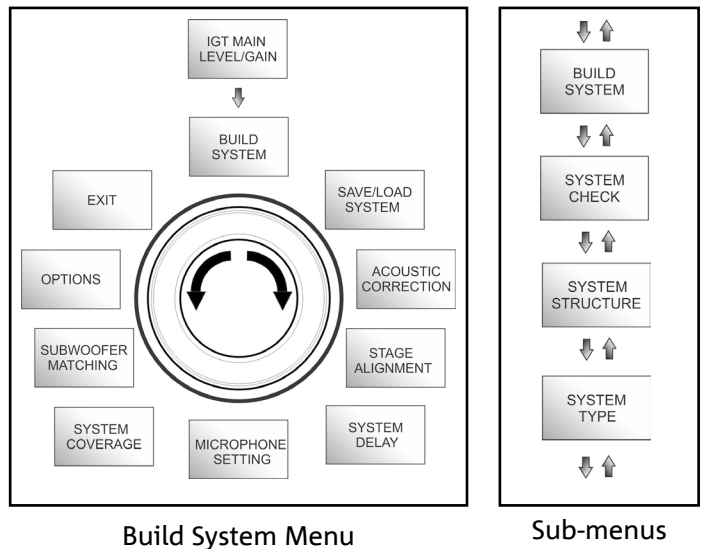 IGT MAIN
LEVEL/GAIN
BUILD
SYSTEM
SAVE/LOAD
SYSTEM
ACOUSTIC
CORRECTION
STAGE
ALIGNMENT
SYSTEM
DELAY
MICROPHONE
SETTING
SYSTEM
COVERAGE
SUBWOOFER
MATCHING
OPTIONS
EXIT
Build System Menu
BUILD
SYSTEM
SYSTEM
CHECK
SYSTEM
STRUCTURE
SYSTEM
TYPE
Sub-menus